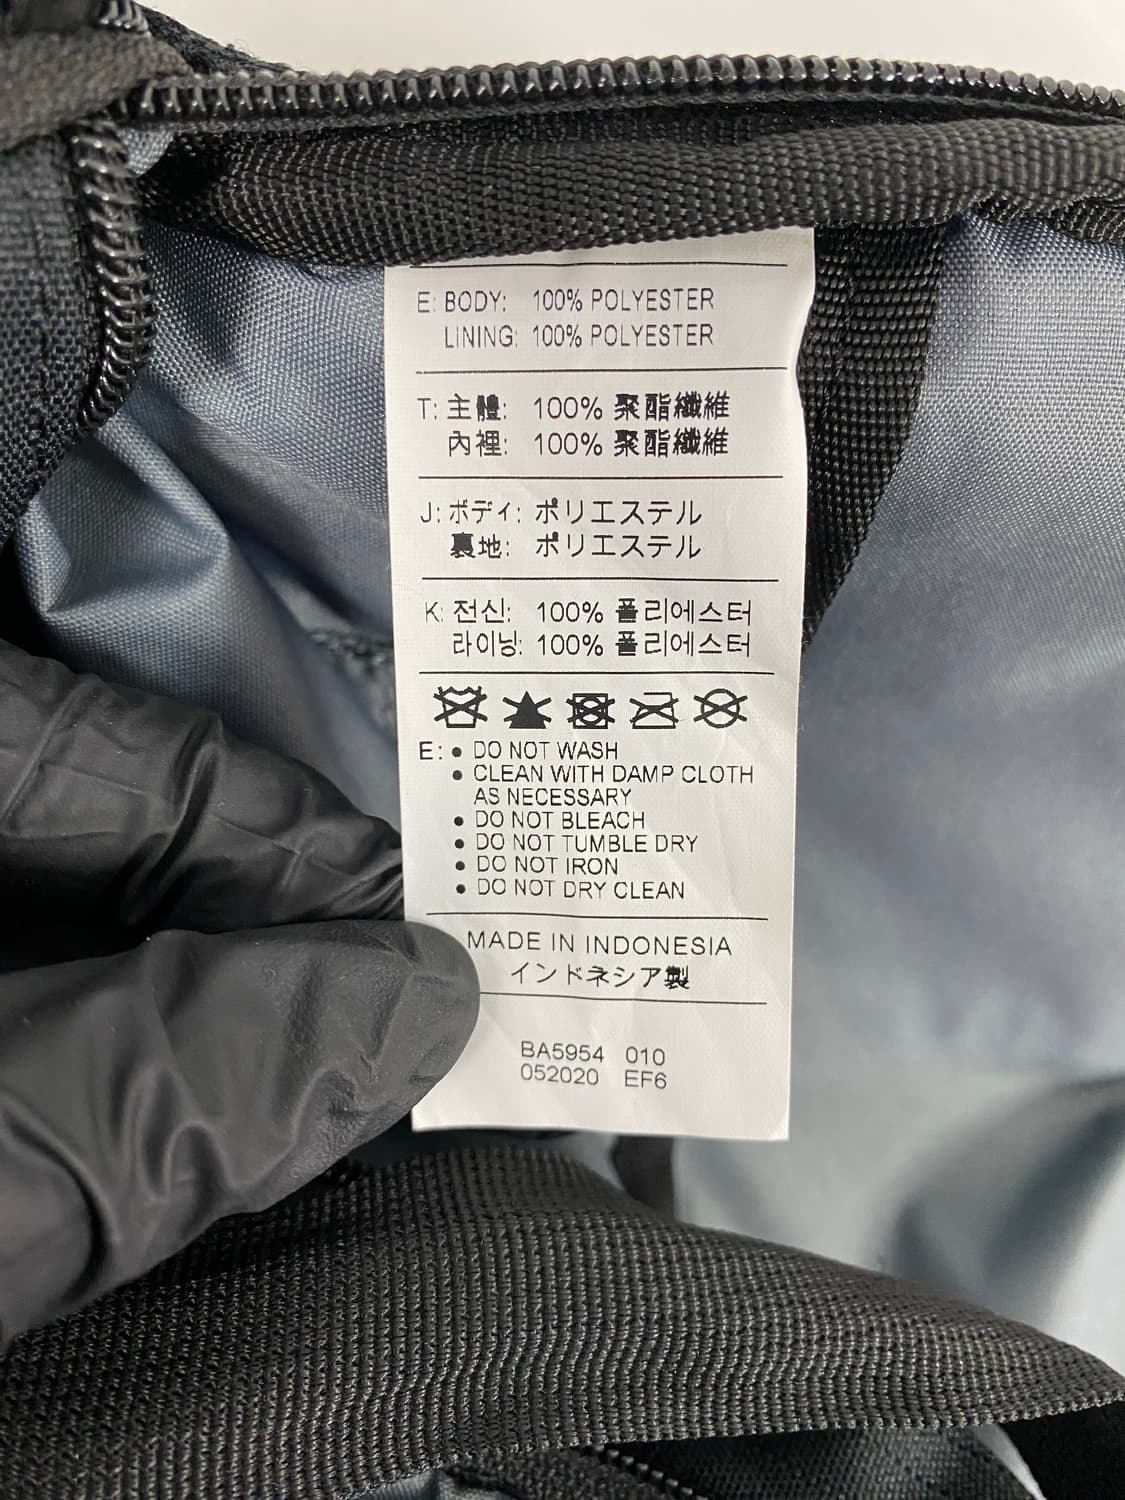 E: BODY: 100% POLYESTER
LINING: 100% POLYESTER
T: 主體: 100% 聚酯纖維
內裡: 100% 聚酯纖維
J: ボディ: ポリエステル
裏地: ポリエステル
K: 전신: 100% 폴리에스터
라이닝: 100% 폴리에스터
E: • DO NOT WASH
• CLEAN WITH DAMP CLOTH
AS NECESSARY
• DO NOT BLEACH
• DO NOT TUMBLE DRY
• DO NOT IRON
• DO NOT DRY CLEAN
MADE IN INDONESIA
インドネシア製
BA5954 010
052020 EF6